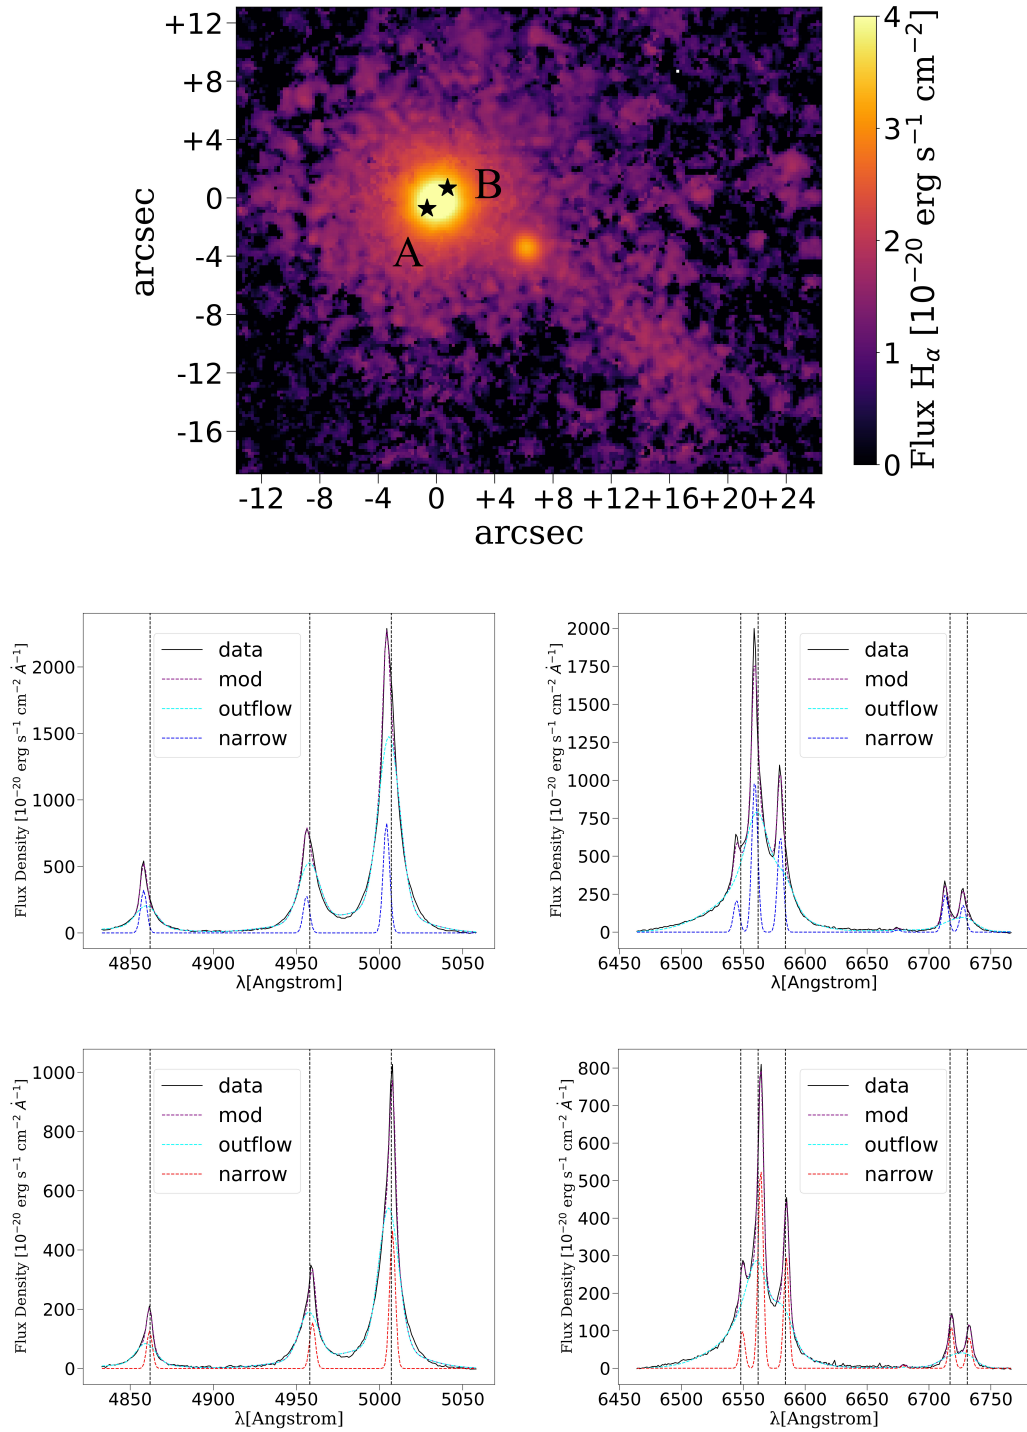 +12
+8
+4
0
-4
-8
-12
-16
arcsec
-12 -8 -4 0 +4 +8 +12 +16 +20 +24
arcsec
A
B
4
3
2
1
0
Flux Hα [10⁻²⁰ erg s⁻¹ cm⁻²]
2000
1500
1000
500
0
Flux Density [10⁻²⁰ erg s⁻¹ cm⁻² Å⁻¹]
data
mod
outflow
narrow
4850 4900 4950 5000 5050
λ[Angstrom]
2000
1750
1500
1250
1000
750
500
250
0
Flux Density [10⁻²⁰ erg s⁻¹ cm⁻² Å⁻¹]
data
mod
outflow
narrow
6450 6500 6550 6600 6650 6700 6750
λ[Angstrom]
1000
800
600
400
200
0
Flux Density [10⁻²⁰ erg s⁻¹ cm⁻² Å⁻¹]
data
mod
outflow
narrow
4850 4900 4950 5000 5050
λ[Angstrom]
800
700
600
500
400
300
200
100
0
Flux Density [10⁻²⁰ erg s⁻¹ cm⁻² Å⁻¹]
data
mod
outflow
narrow
6450 6500 6550 6600 6650 6700 6750
λ[Angstrom]